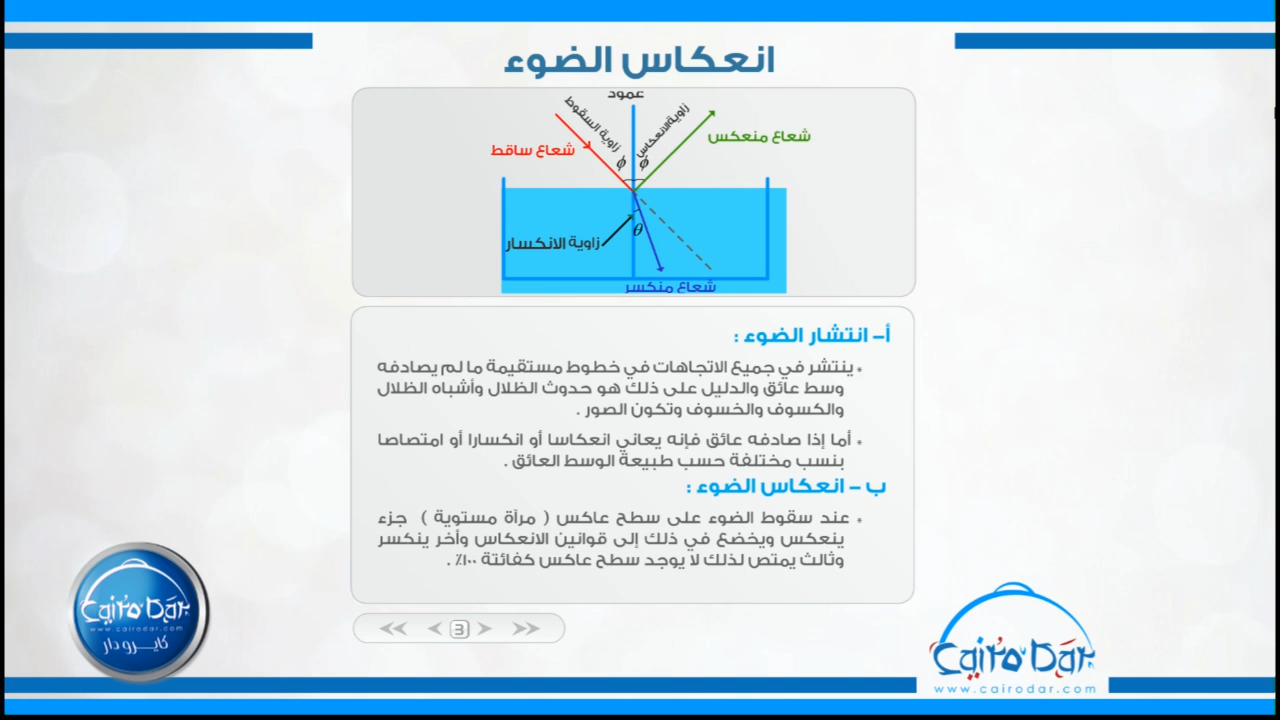 انعكاس الضوء
عمود
زاوية السقوط
زاوية الانعكاس
شعاع منعكس
شعاع ساقط
ϕ ϕ
θ
زاوية الانكسار
شعاع منكسر
أ- انتشار الضوء :
* ينتشر في جميع الاتجاهات في خطوط مستقيمة ما لم يصادفه
وسط عائق والدليل على ذلك هو حدوث الظلال وأشباه الظلال
والكسوف والخسوف وتكون الصور .
* أما إذا صادفه عائق فإنه يعاني انعكاسا أو انكسارا أو امتصاصا
بنسب مختلفة حسب طبيعة الوسط العائق .
ب - انعكاس الضوء :
* عند سقوط الضوء على سطح عاكس ( مرآة مستوية ) جزء
ينعكس ويخضع في ذلك إلى قوانين الانعكاس وأخر ينكسر
وثالث يمتص لذلك لا يوجد سطح عاكس كفائتة ١٠٠٪ .
3
Cairo Dar
www.cairodar.com
كايرو دار
Cairo Dar
www.cairodar.com